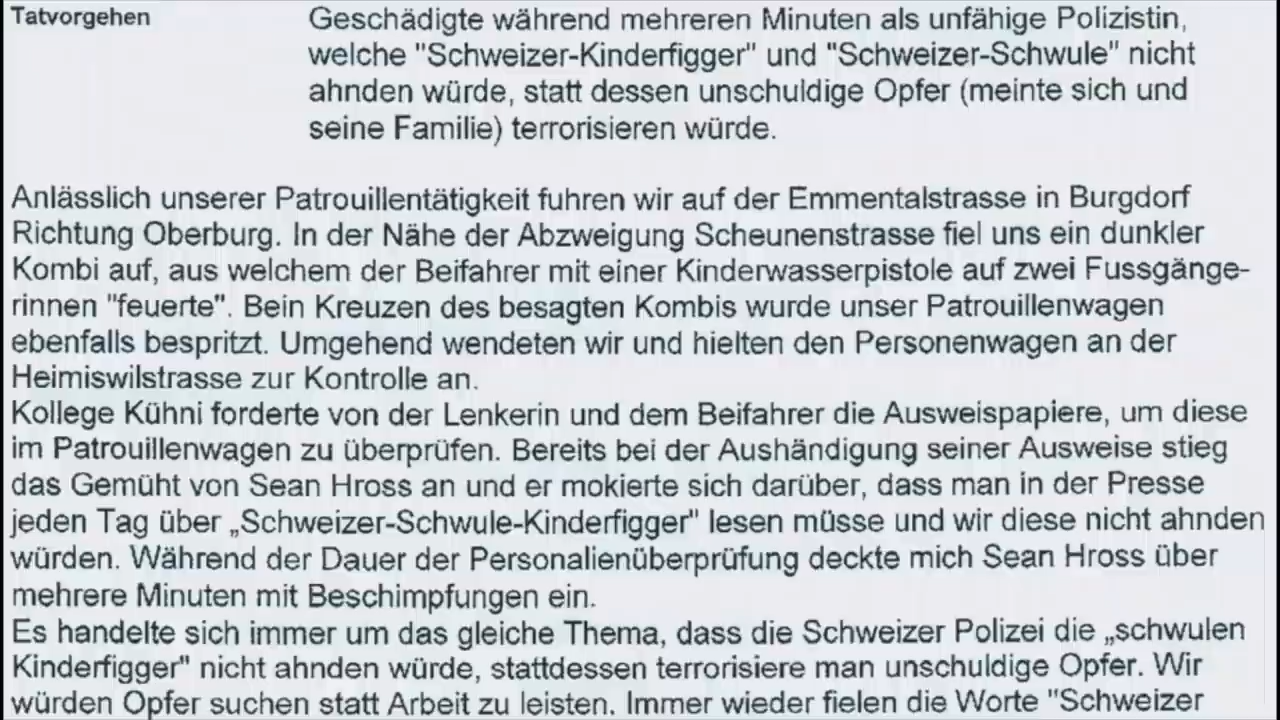 Tatvorgehen
Geschädigte während mehreren Minuten als unfähige Polizistin,
welche "Schweizer-Kinderfigger" und "Schweizer-Schwule" nicht
ahnden würde, statt dessen unschuldige Opfer (meinte sich und
seine Familie) terrorisieren würde.
Anlässlich unserer Patrouillentätigkeit fuhren wir auf der Emmentalstrasse in Burgdorf
Richtung Oberburg. In der Nähe der Abzweigung Scheunenstrasse fiel uns ein dunkler
Kombi auf, aus welchem der Beifahrer mit einer Kinderwasserpistole auf zwei Fussgänge-
rinnen "feuerte". Bein Kreuzen des besagten Kombis wurde unser Patrouillenwagen
ebenfalls bespritzt. Umgehend wendeten wir und hielten den Personenwagen an der
Heimiswilstrasse zur Kontrolle an.
Kollege Kühni forderte von der Lenkerin und dem Beifahrer die Ausweispapiere, um diese
im Patrouillenwagen zu überprüfen. Bereits bei der Aushändigung seiner Ausweise stieg
das Gemüht von Sean Hross an und er mokierte sich darüber, dass man in der Presse
jeden Tag über „Schweizer-Schwule-Kinderfigger" lesen müsse und wir diese nicht ahnden
würden. Während der Dauer der Personalienüberprüfung deckte mich Sean Hross über
mehrere Minuten mit Beschimpfungen ein.
Es handelte sich immer um das gleiche Thema, dass die Schweizer Polizei die „schwulen
Kinderfigger" nicht ahnden würde, stattdessen terrorisiere man unschuldige Opfer. Wir
würden Opfer suchen statt Arbeit zu leisten. Immer wieder fielen die Worte "Schweizer